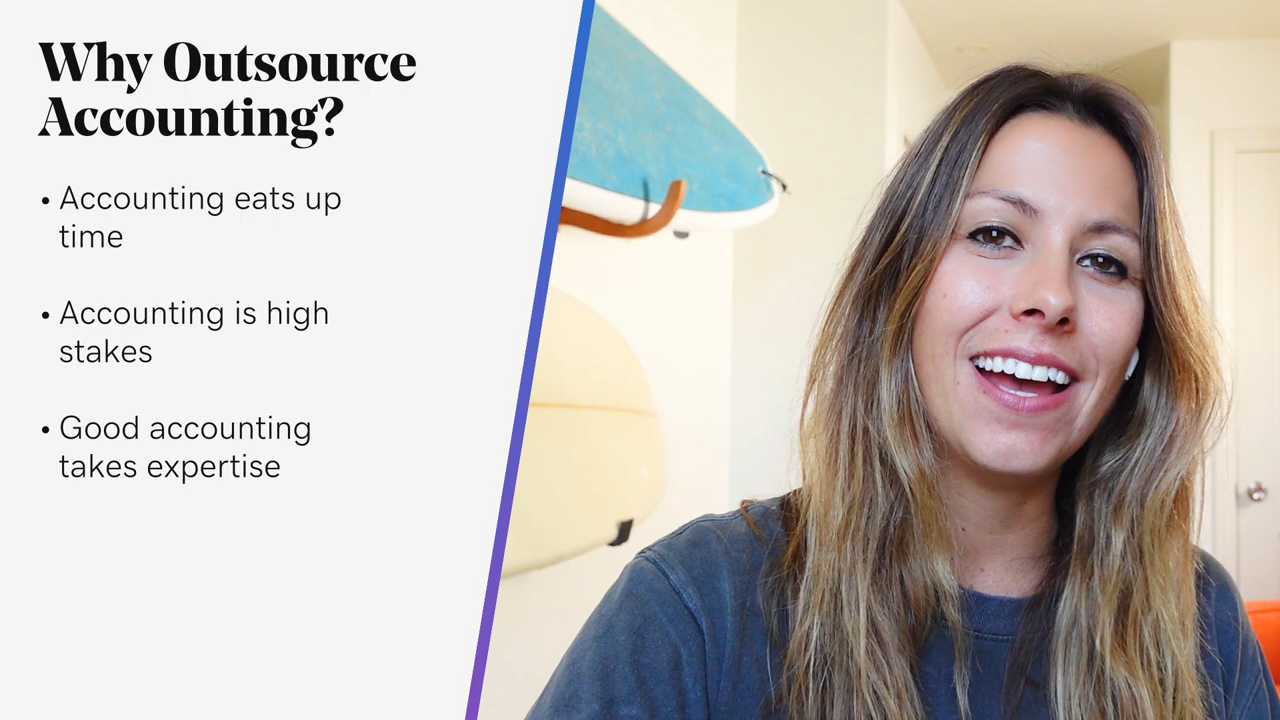 Why Outsource
Accounting?
• Accounting eats up
time
• Accounting is high
stakes
• Good accounting
takes expertise